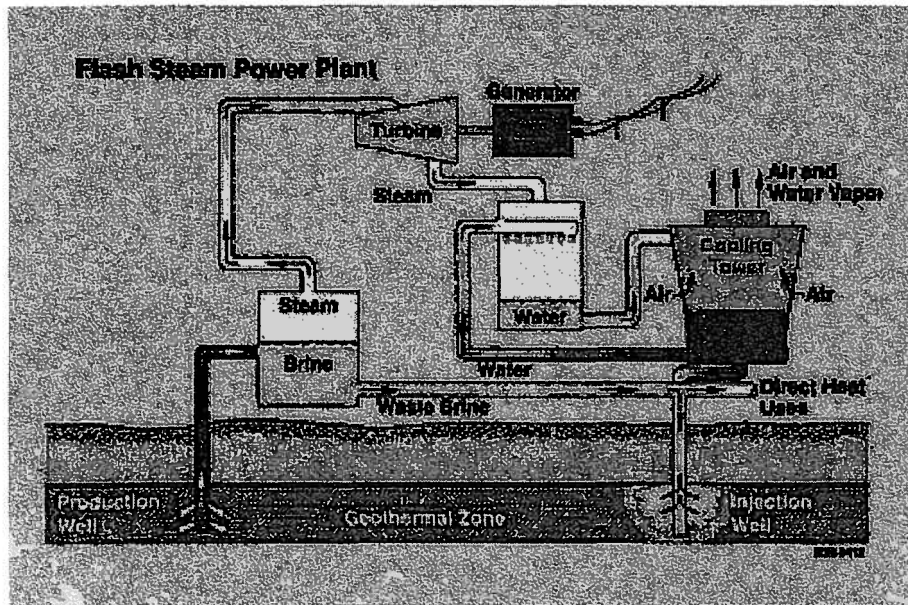 Flash Steam Power Plant
Generator
Turbine
Steam
Air and
Water Vapor
Cooling
Tower
Air
Air
Steam
Water
Brine
Water
Direct Heat
Uses
Waste Brine
Production
Well
Geothermal Zone
Injection
Well